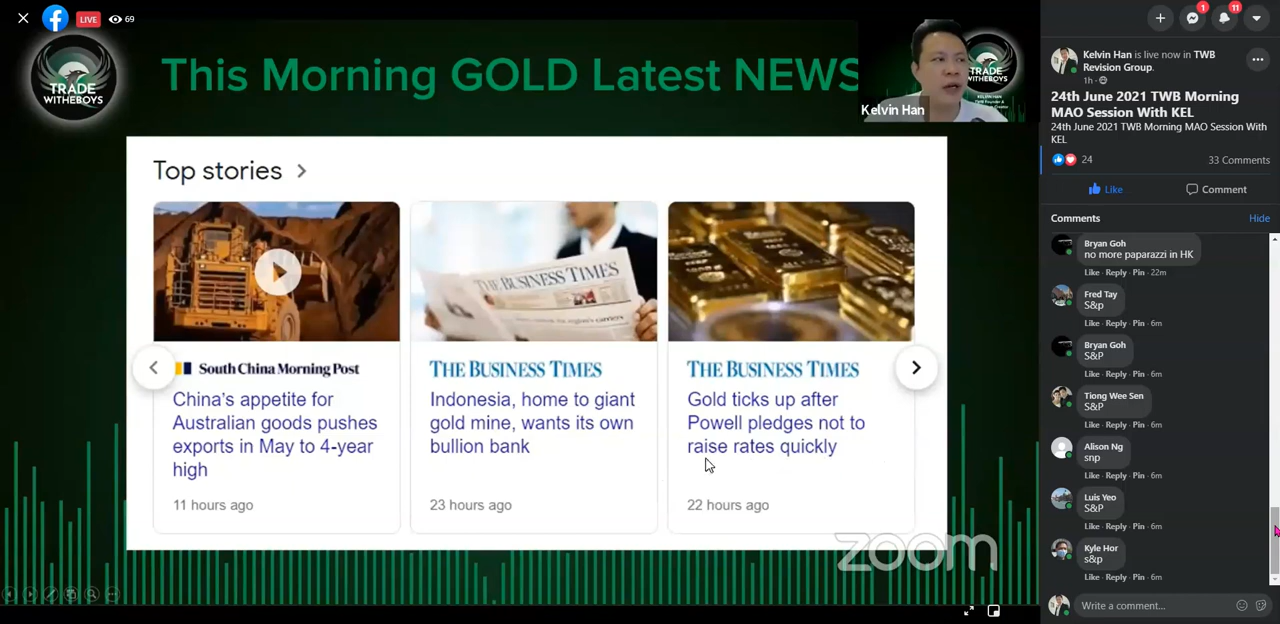 LIVE
69
TRADE
WITHEBOYS
This Morning GOLD Latest NEWS
TRADE
WITHEBOYS
Kelvin Han
Top stories
South China Morning Post
China's appetite for
Australian goods pushes
exports in May to 4-year
high
11 hours ago
THE BUSINESS TIMES
THE BUSINESS TIMES
Indonesia, home to giant
gold mine, wants its own
bullion bank
23 hours ago
THE BUSINESS TIMES
Gold ticks up after
Powell pledges not to
raise rates quickly
22 hours ago
zoom
1
11
Kelvin Han is live now in TWB
Revision Group.
1h
24th June 2021 TWB Morning
MAO Session With KEL
24th June 2021 TWB Morning MAO Session With
KEL
24
33 Comments
Like
Comment
Comments
Hide
Bryan Goh
no more paparazzi in HK
Like · Reply · Pin · 22m
Fred Tay
S&p
Like · Reply · Pin · 6m
Bryan Goh
S&P
Like · Reply · Pin · 6m
Tiong Wee Sen
S&P
Like · Reply · Pin · 6m
Alison Ng
snp
Like · Reply · Pin · 6m
Luis Yeo
S&P
Like · Reply · Pin · 6m
Kyle Hor
s&p
Like · Reply · Pin · 6m
Write a comment...